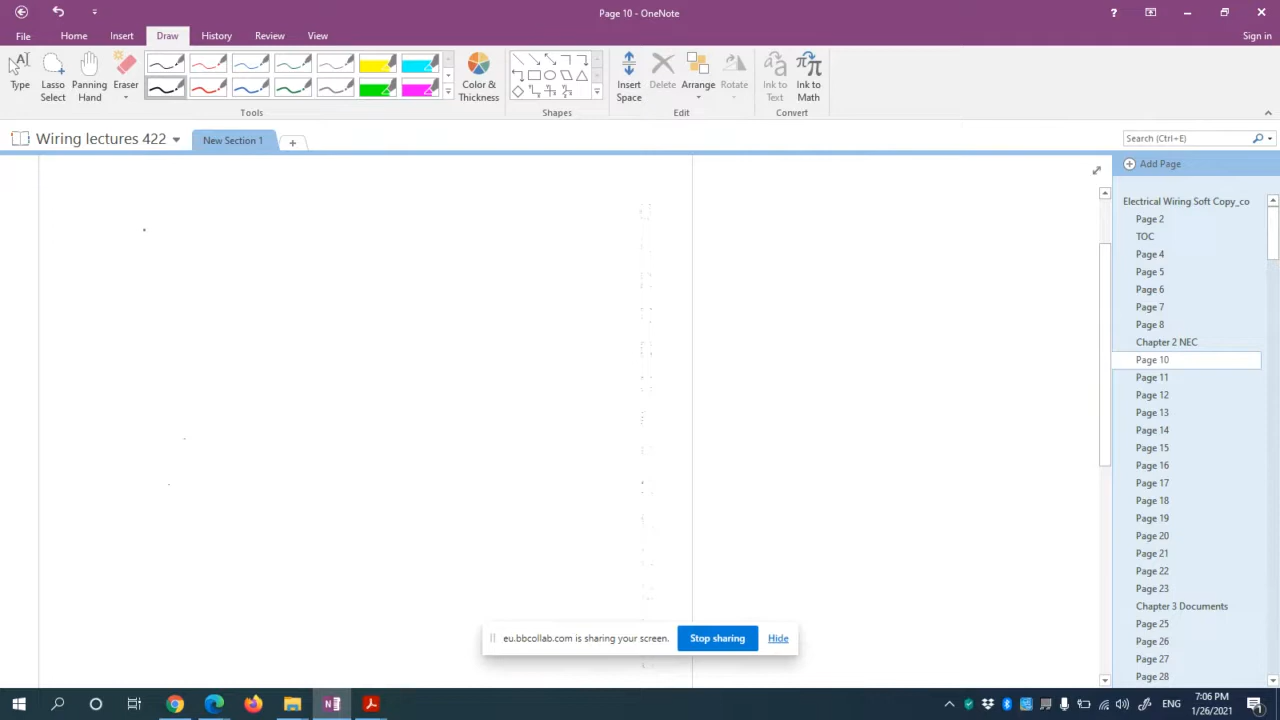 Page 10 - OneNote
?
Sign in
File
Home
Insert
Draw
History
Review
View
Type
Lasso
Select
Panning
Hand
Eraser
Color &
Thickness
Insert
Space
Delete
Arrange
Rotate
Ink to
Text
Ink to
Math
Tools
Shapes
Edit
Convert
Wiring lectures 422
New Section 1
+
Search (Ctrl+E)
Add Page
Electrical Wiring Soft Copy_co
Page 2
TOC
Page 4
Page 5
Page 6
Page 7
Page 8
Chapter 2 NEC
Page 10
Page 11
Page 12
Page 13
Page 14
Page 15
Page 16
Page 17
Page 18
Page 19
Page 20
Page 21
Page 22
Page 23
Chapter 3 Documents
Page 25
Page 26
Page 27
Page 28
eu.bbcollab.com is sharing your screen.
Stop sharing
Hide
ENG
7:06 PM
1/26/2021